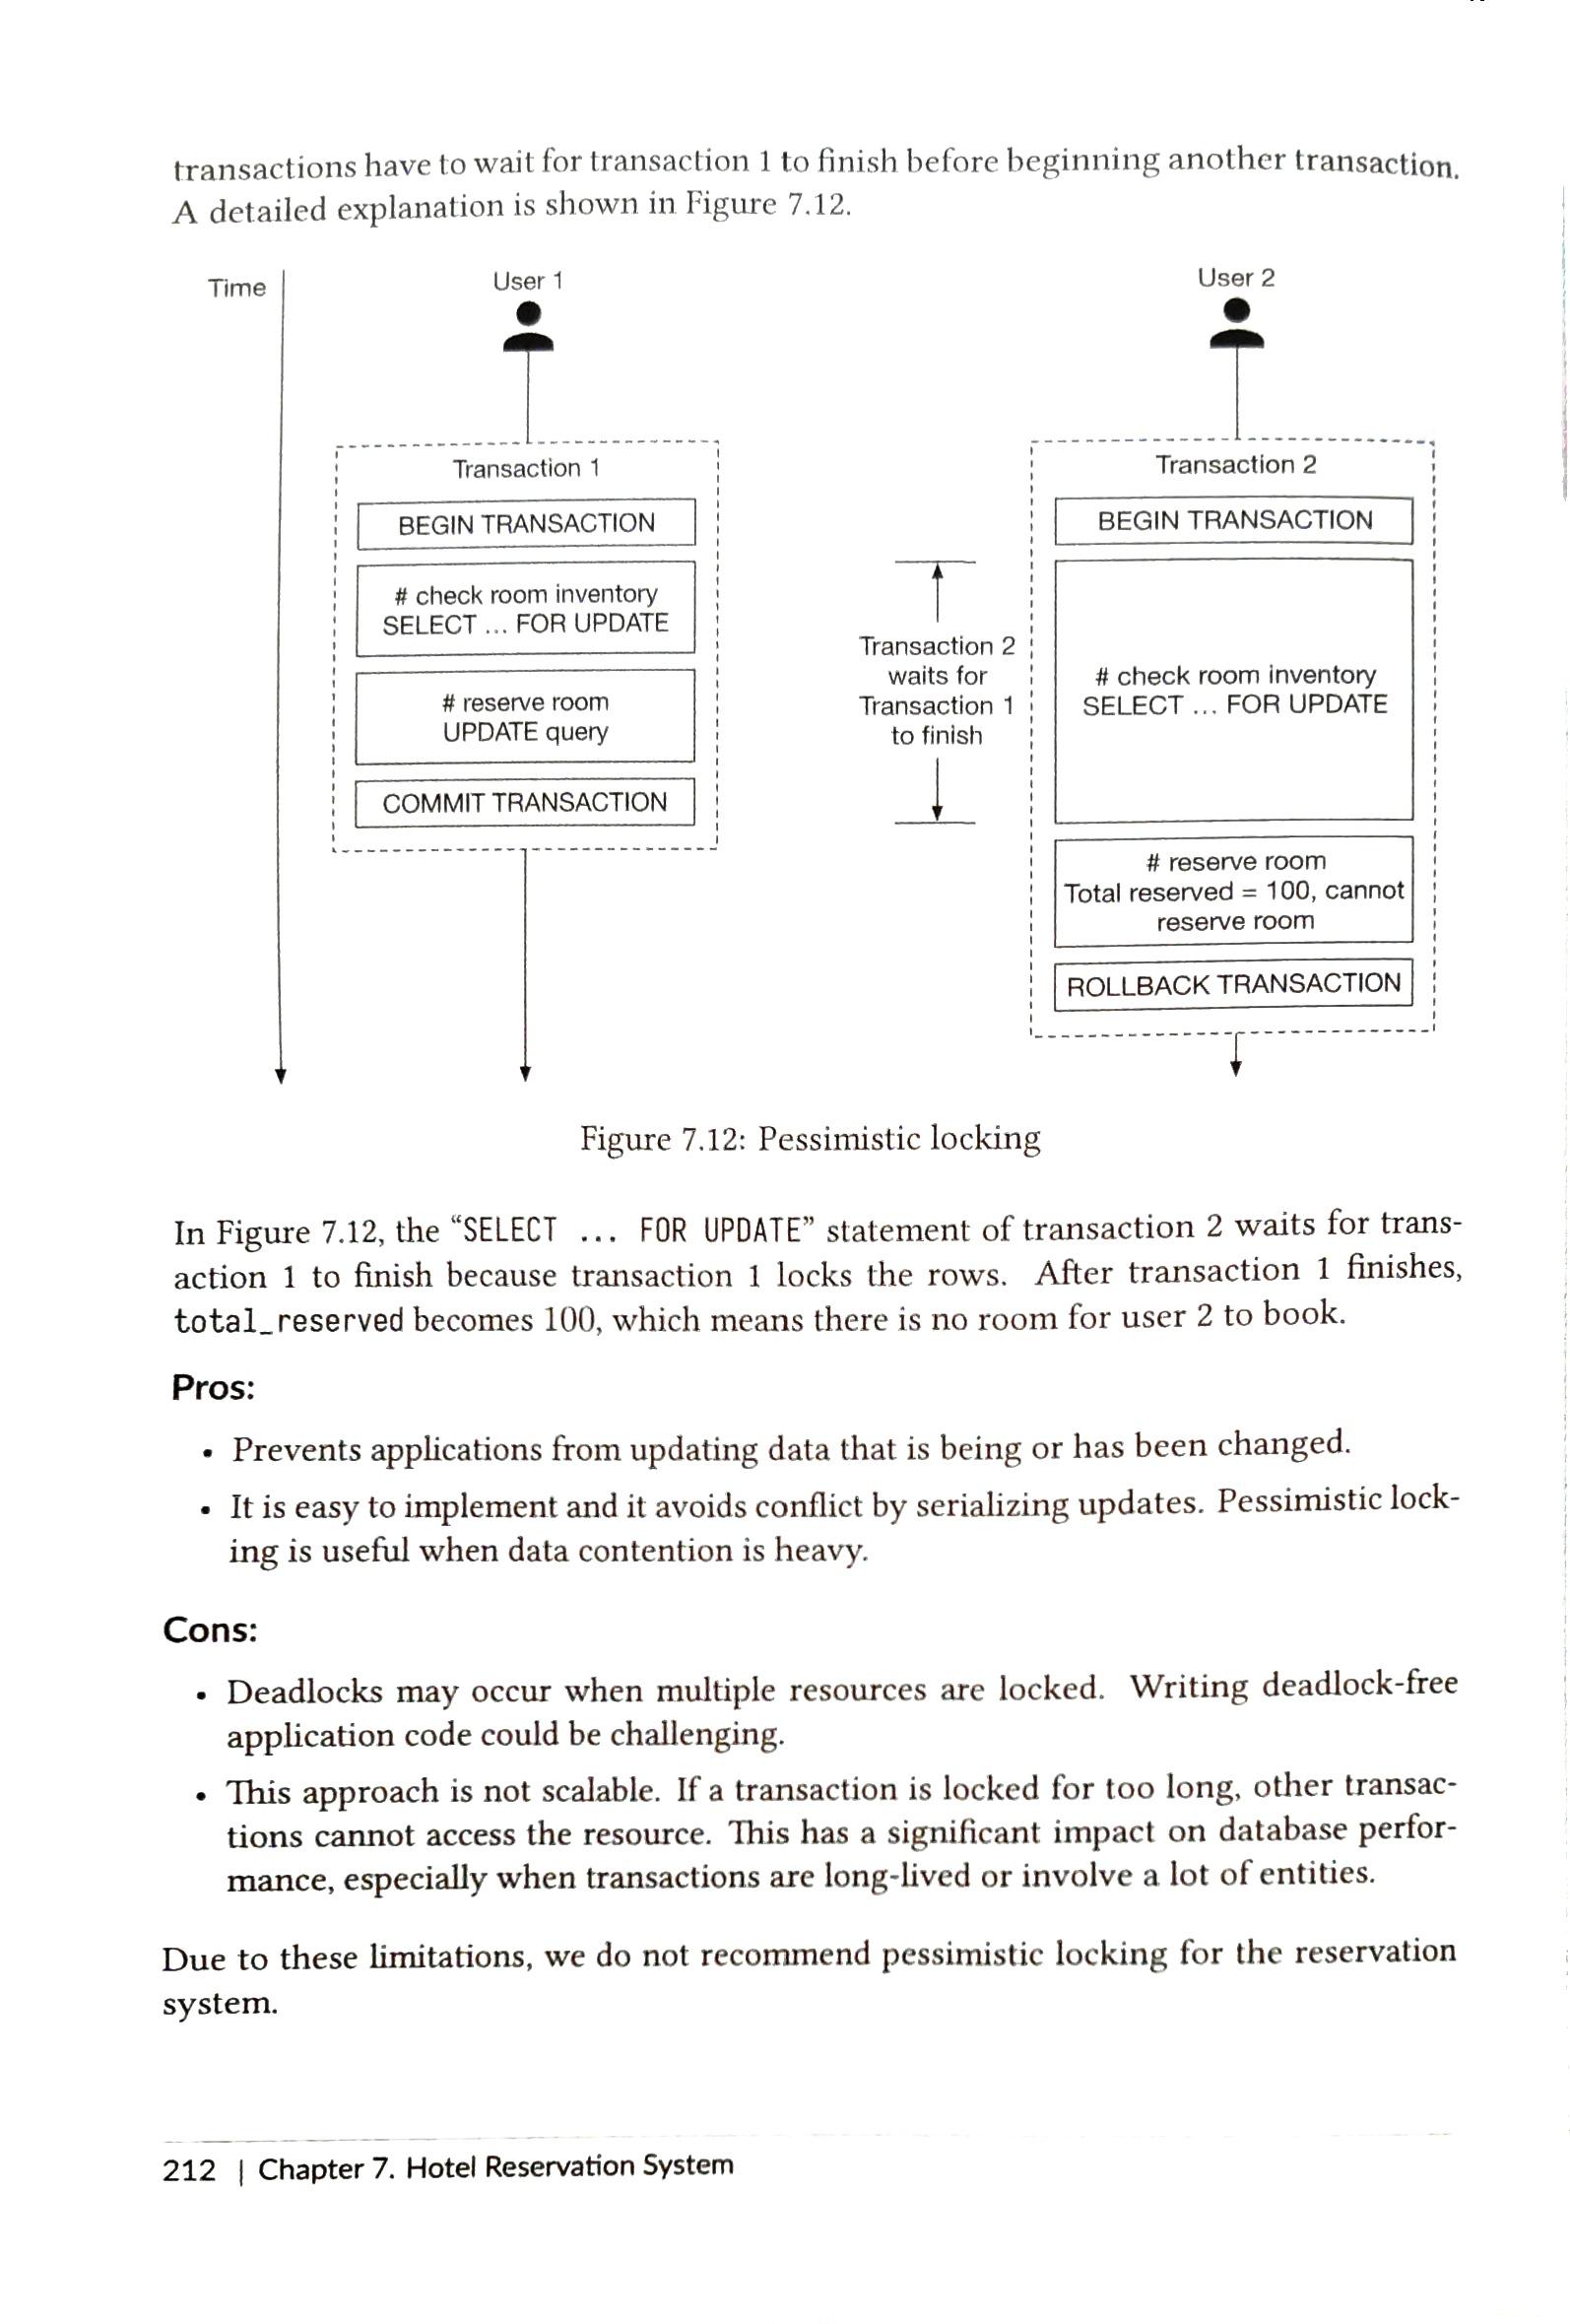 transactions have to wait for transaction 1 to finish before beginning another transaction.
A detailed explanation is shown in Figure 7.12.
Time
User 1
User 2
Transaction 1
BEGIN TRANSACTION
# check room inventory
SELECT ... FOR UPDATE
# reserve room
UPDATE query
COMMIT TRANSACTION
Transaction 2
waits for
Transaction 1
to finish
Transaction 2
BEGIN TRANSACTION
# check room inventory
SELECT ... FOR UPDATE
# reserve room
Total reserved = 100, cannot
reserve room
ROLLBACK TRANSACTION
Figure 7.12: Pessimistic locking
In Figure 7.12, the “SELECT ... FOR UPDATE” statement of transaction 2 waits for trans-
action 1 to finish because transaction 1 locks the rows. After transaction 1 finishes,
total_reserved becomes 100, which means there is no room for user 2 to book.
Pros:
• Prevents applications from updating data that is being or has been changed.
• It is easy to implement and it avoids conflict by serializing updates. Pessimistic lock-
ing is useful when data contention is heavy.
Cons:
• Deadlocks may occur when multiple resources are locked. Writing deadlock-free
application code could be challenging.
• This approach is not scalable. If a transaction is locked for too long, other transac-
tions cannot access the resource. This has a significant impact on database perfor-
mance, especially when transactions are long-lived or involve a lot of entities.
Due to these limitations, we do not recommend pessimistic locking for the reservation
system.
212 | Chapter 7. Hotel Reservation System